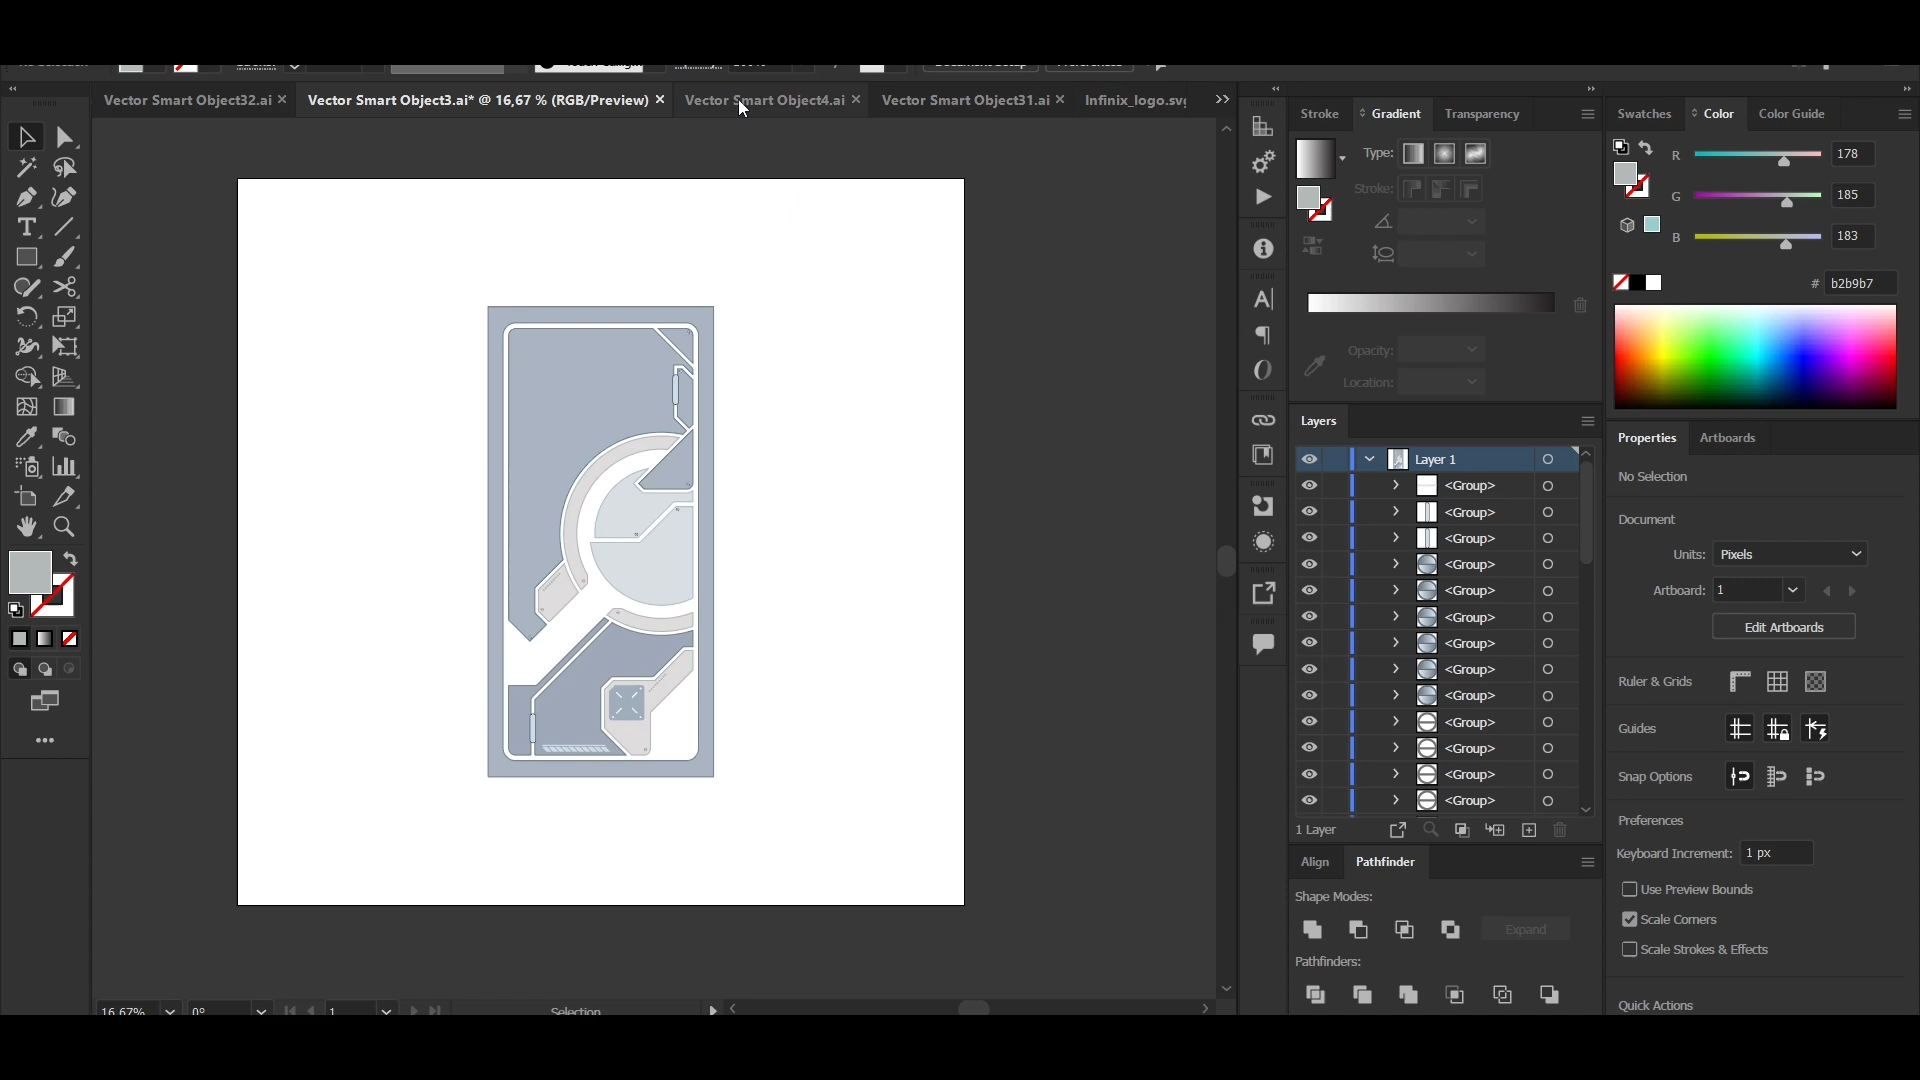 Vector Smart Object32.ai
Vector Smart Object3.ai* @ 16,67 % (RGB/Preview)
Vector Smart Object4.ai
Vector Smart Object31.ai
Infinix_logo.svg
Stroke
Gradient
Transparency
Type:
Stroke:
Opacity:
Location:
Swatches
Color
Color Guide
R 178
G 185
B 183
# b2b9b7
Layers
Layer 1
<Group>
<Group>
<Group>
<Group>
<Group>
<Group>
<Group>
<Group>
<Group>
<Group>
<Group>
<Group>
<Group>
1 Layer
Align
Pathfinder
Shape Modes:
Expand
Pathfinders:
Properties
Artboards
No Selection
Document
Units: Pixels
Artboard: 1
Edit Artboards
Ruler & Grids
Guides
Snap Options
Preferences
Keyboard Increment: 1 px
Use Preview Bounds
Scale Corners
Scale Strokes & Effects
Quick Actions
16,67%
0°
1
Selection